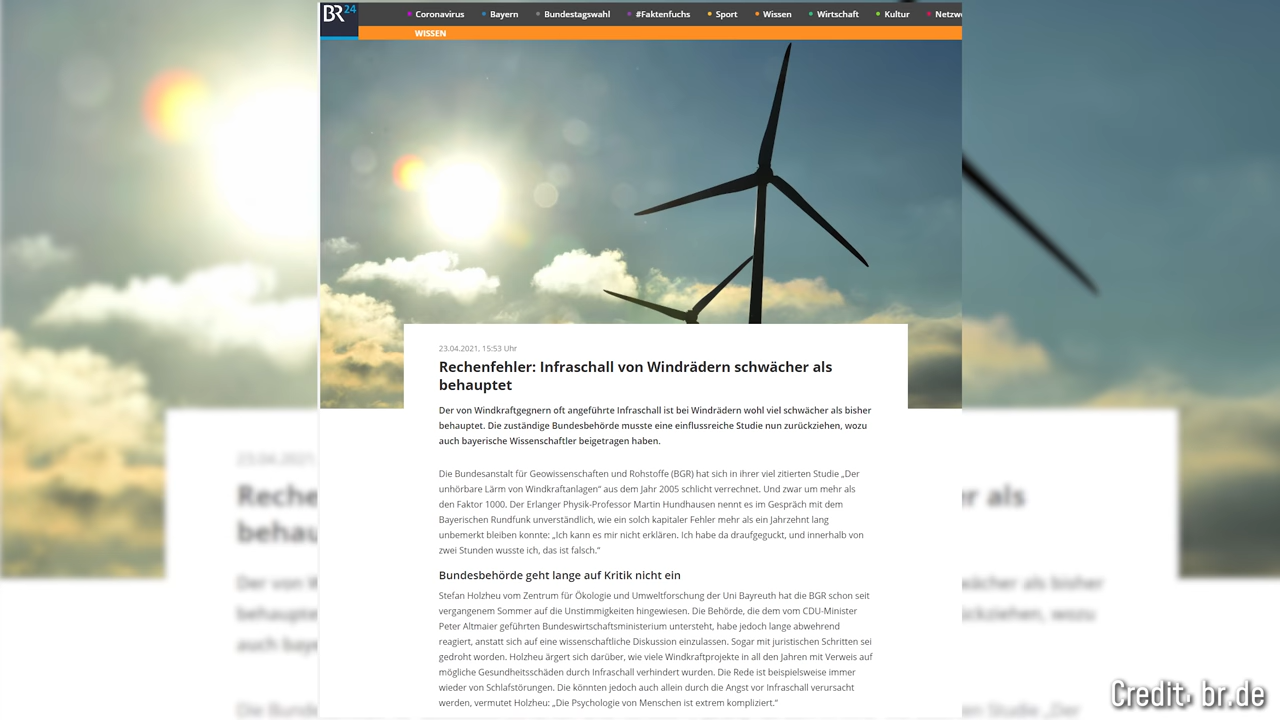 BR24
Coronavirus Bayern Bundestagswahl #Faktenfuchs Sport Wissen Wirtschaft Kultur Netzw
WISSEN
23.04.2021, 15:53 Uhr
Rechenfehler: Infraschall von Windrädern schwächer als
behauptet
Der von Windkraftgegnern oft angeführte Infraschall ist bei Windrädern wohl viel schwächer als bisher
behauptet. Die zuständige Bundesbehörde musste eine einflussreiche Studie nun zurückziehen, wozu
auch bayerische Wissenschaftler beigetragen haben.
Die Bundesanstalt für Geowissenschaften und Rohstoffe (BGR) hat sich in ihrer viel zitierten Studie „Der
unhörbare Lärm von Windkraftanlagen“ aus dem Jahr 2005 schlicht verrechnet. Und zwar um mehr als
den Faktor 1000. Der Erlanger Physik-Professor Martin Hundhausen nennt es im Gespräch mit dem
Bayerischen Rundfunk unverständlich, wie ein solch kapitaler Fehler mehr als ein Jahrzehnt lang
unbemerkt bleiben konnte: „Ich kann es mir nicht erklären. Ich habe da draufgeguckt, und innerhalb von
zwei Stunden wusste ich, das ist falsch.“
Bundesbehörde geht lange auf Kritik nicht ein
Stefan Holzheu vom Zentrum für Ökologie und Umweltforschung der Uni Bayreuth hat die BGR schon seit
vergangenem Sommer auf die Unstimmigkeiten hingewiesen. Die Behörde, die dem vom CDU-Minister
Peter Altmaier geführten Bundeswirtschaftsministerium untersteht, habe jedoch lange abwehrend
reagiert, anstatt sich auf eine wissenschaftliche Diskussion einzulassen. Sogar mit juristischen Schritten sei
gedroht worden. Holzheu ärgert sich darüber, wie viele Windkraftprojekte in all den Jahren mit Verweis auf
mögliche Gesundheitsschäden durch Infraschall verhindert wurden. Die Rede ist beispielsweise immer
wieder von Schlafstörungen. Die könnten jedoch auch allein durch die Angst vor Infraschall verursacht
werden, vermutet Holzheu: „Die Psychologie von Menschen ist extrem kompliziert.“
Credit: br.de